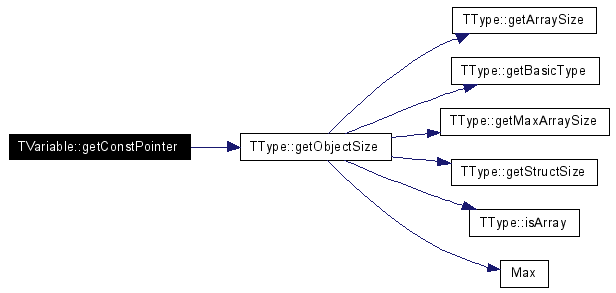 TVariable::getConstPointer
TType::getObjectSize
TType::getArraySize
TType::getBasicType
TType::getMaxArraySize
TType::getStructSize
TType::isArray
Max